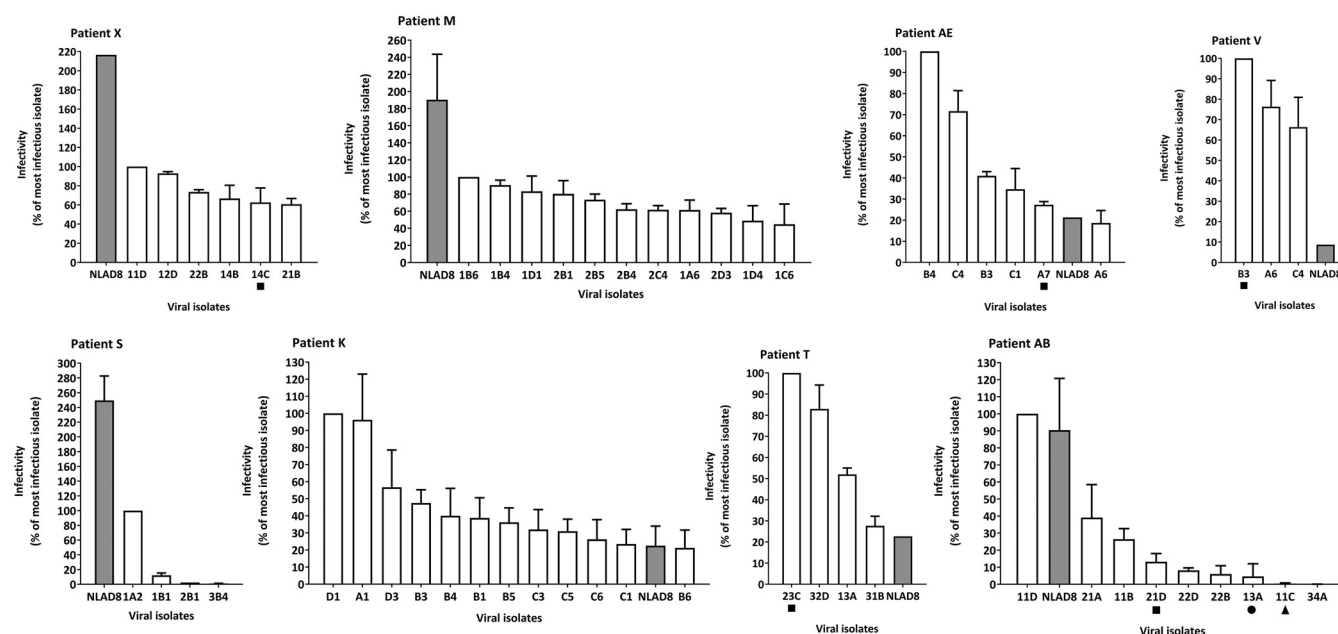 Patient X
Infectivity
(% of most infectious isolate)
220
200
180
160
140
120
100
80
60
40
20
0
NLAD8 11D 12D 22B 14B 14C 21B
Viral isolates
Patient M
Infectivity
(% of most infectious isolate)
260
240
220
200
180
160
140
120
100
80
60
40
20
0
NLAD8 1B6 1B4 1D1 2B1 2B5 2B4 2C4 1A6 2D3 1D4 1C6
Viral isolates
Patient AE
Infectivity
(% of most infectious isolate)
100
90
80
70
60
50
40
30
20
10
0
B4 C4 B3 C1 A7 NLAD8 A6
Viral isolates
Patient V
Infectivity
(% of most infectious isolate)
100
90
80
70
60
50
40
30
20
10
0
B3 A6 C4 NLAD8
Viral isolates
Patient S
Infectivity
(% of most infectious isolate)
300
280
260
240
220
200
180
160
140
120
100
80
60
40
20
0
NLAD8 1A2 1B1 2B1 3B4
Viral isolates
Patient K
Infectivity
(% of most infectious isolate)
130
120
110
100
90
80
70
60
50
40
30
20
10
0
D1 A1 D3 B3 B4 B1 B5 C3 C5 C6 C1 NLAD8 B6
Viral isolates
Patient T
Infectivity
(% of most infectious isolate)
100
90
80
70
60
50
40
30
20
10
0
23C 32D 13A 31B NLAD8
Viral isolates
Patient AB
Infectivity
(% of most infectious isolate)
130
120
110
100
90
80
70
60
50
40
30
20
10
0
11D NLAD8 21A 11B 21D 22D 22B 13A 11C 34A
Viral isolates